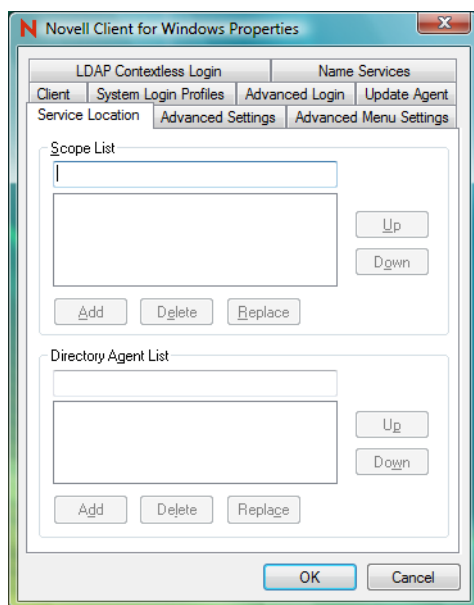 N Novell Client for Windows Properties
LDAP Contextless Login Name Services
Client System Login Profiles Advanced Login Update Agent
Service Location Advanced Settings Advanced Menu Settings
Scope List
Up
Down
Add Delete Replace
Directory Agent List
Up
Down
Add Delete Replace
OK Cancel